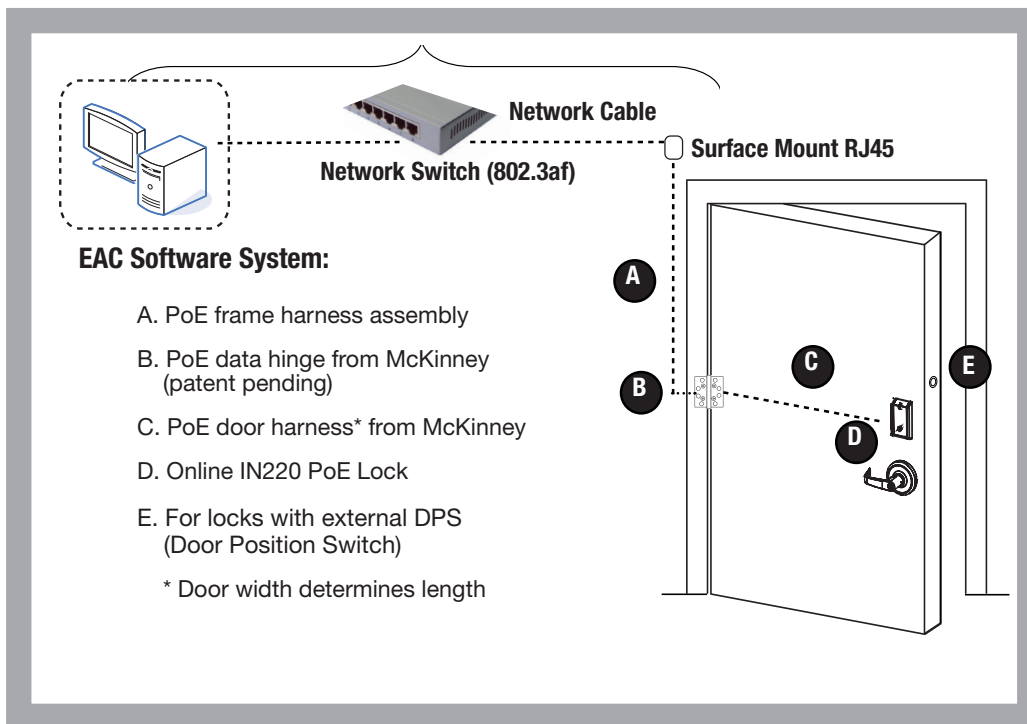 Network Cable
Network Switch (802.3af)
Surface Mount RJ45
EAC Software System:
A. PoE frame harness assembly
B. PoE data hinge from McKinney
(patent pending)
C. PoE door harness* from McKinney
D. Online IN220 PoE Lock
E. For locks with external DPS
(Door Position Switch)
* Door width determines length
A
B
C
D
E